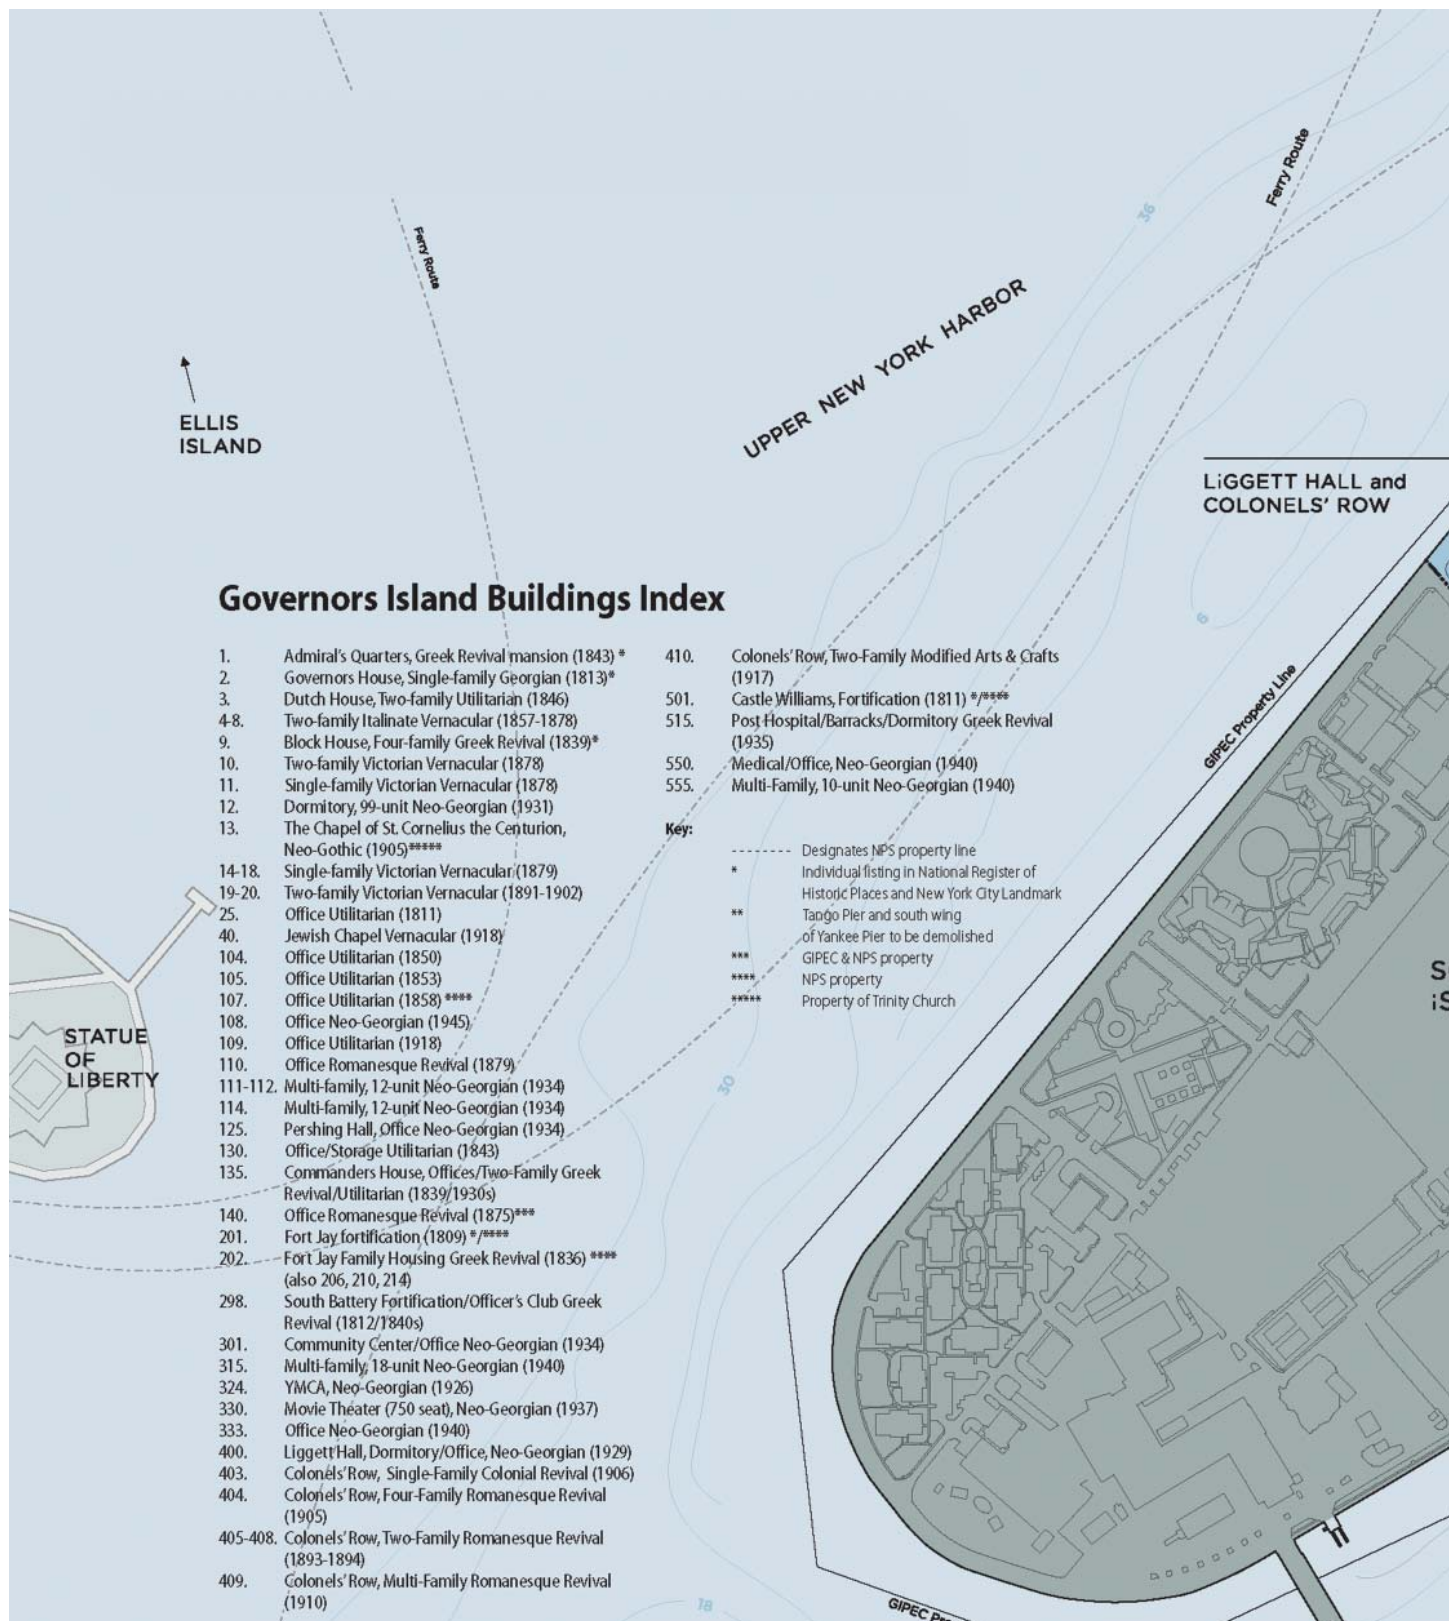 Ferry Route
Ferry Route
36
UPPER NEW YORK HARBOR
ELLIS
ISLAND
LiGGETT HALL and
COLONELS’ ROW
6
GIPEC Property Line
Governors Island Buildings Index
1. Admiral's Quarters, Greek Revival mansion (1843) *
2. Governors House, Single-family Georgian (1813)*
3. Dutch House, Two-family Utilitarian (1846)
4-8. Two-family Italinate Vernacular (1857-1878)
9. Block House, Four-family Greek Revival (1839)*
10. Two-family Victorian Vernacular (1878)
11. Single-family Victorian Vernacular (1878)
12. Dormitory, 99-unit Neo-Georgian (1931)
13. The Chapel of St. Cornelius the Centurion,
Neo-Gothic (1905)*****
14-18. Single-family Victorian Vernacular (1879)
19-20. Two-family Victorian Vernacular (1891-1902)
25. Office Utilitarian (1811)
40. Jewish Chapel Vernacular (1918)
104. Office Utilitarian (1850)
105. Office Utilitarian (1853)
107. Office Utilitarian (1858) ****
108. Office Neo-Georgian (1945)
109. Office Utilitarian (1918)
110. Office Romanesque Revival (1879)
111-112. Multi-family, 12-unit Neo-Georgian (1934)
114. Multi-family, 12-unit Neo-Georgian (1934)
125. Pershing Hall, Office Neo-Georgian (1934)
130. Office/Storage Utilitarian (1843)
135. Commanders House, Offices/Two-Family Greek
Revival/Utilitarian (1839/1930s)
140. Office Romanesque Revival (1875)***
201. Fort Jay fortification (1809) */****
202. Fort Jay Family Housing Greek Revival (1836) ****
(also 206, 210, 214)
298. South Battery Fortification/Officer's Club Greek
Revival (1812/1840s)
301. Community Center/Office Neo-Georgian (1934)
315. Multi-family, 18-unit Neo-Georgian (1940)
324. YMCA, Neo-Georgian (1926)
330. Movie Theater (750 seat), Neo-Georgian (1937)
333. Office Neo-Georgian (1940)
400. Liggett Hall, Dormitory/Office, Neo-Georgian (1929)
403. Colonels' Row, Single-Family Colonial Revival (1906)
404. Colonels' Row, Four-Family Romanesque Revival
(1905)
405-408. Colonels' Row, Two-Family Romanesque Revival
(1893-1894)
409. Colonels' Row, Multi-Family Romanesque Revival
(1910)
410. Colonels' Row, Two-Family Modified Arts & Crafts
(1917)
501. Castle Williams, Fortification (1811) */****
515. Post Hospital/Barracks/Dormitory Greek Revival
(1935)
550. Medical/Office, Neo-Georgian (1940)
555. Multi-Family, 10-unit Neo-Georgian (1940)
Key:
------- Designates NPS property line
* Individual listing in National Register of
Historic Places and New York City Landmark
** Tango Pier and south wing
of Yankee Pier to be demolished
*** GIPEC & NPS property
**** NPS property
***** Property of Trinity Church
STATUE
OF
LIBERTY
30
18
GIPEC